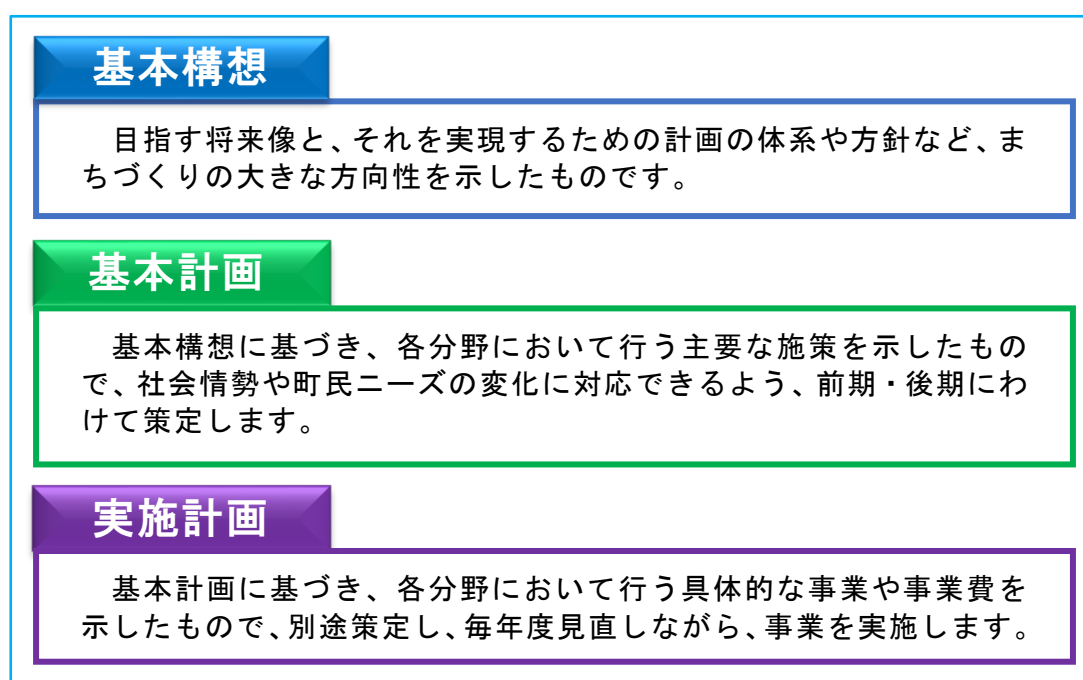 基本構想
目指す将来像と、それを実現するための計画の体系や方針など、ま
ちづくりの大きな方向性を示したものです。
基本計画
基本構想に基づき、各分野において行う主要な施策を示したもの
で、社会情勢や町民ニーズの変化に対応できるよう、前期・後期にわ
けて策定します。
実施計画
基本計画に基づき、各分野において行う具体的な事業や事業費を
示したもので、別途策定し、毎年度見直しながら、事業を実施します。